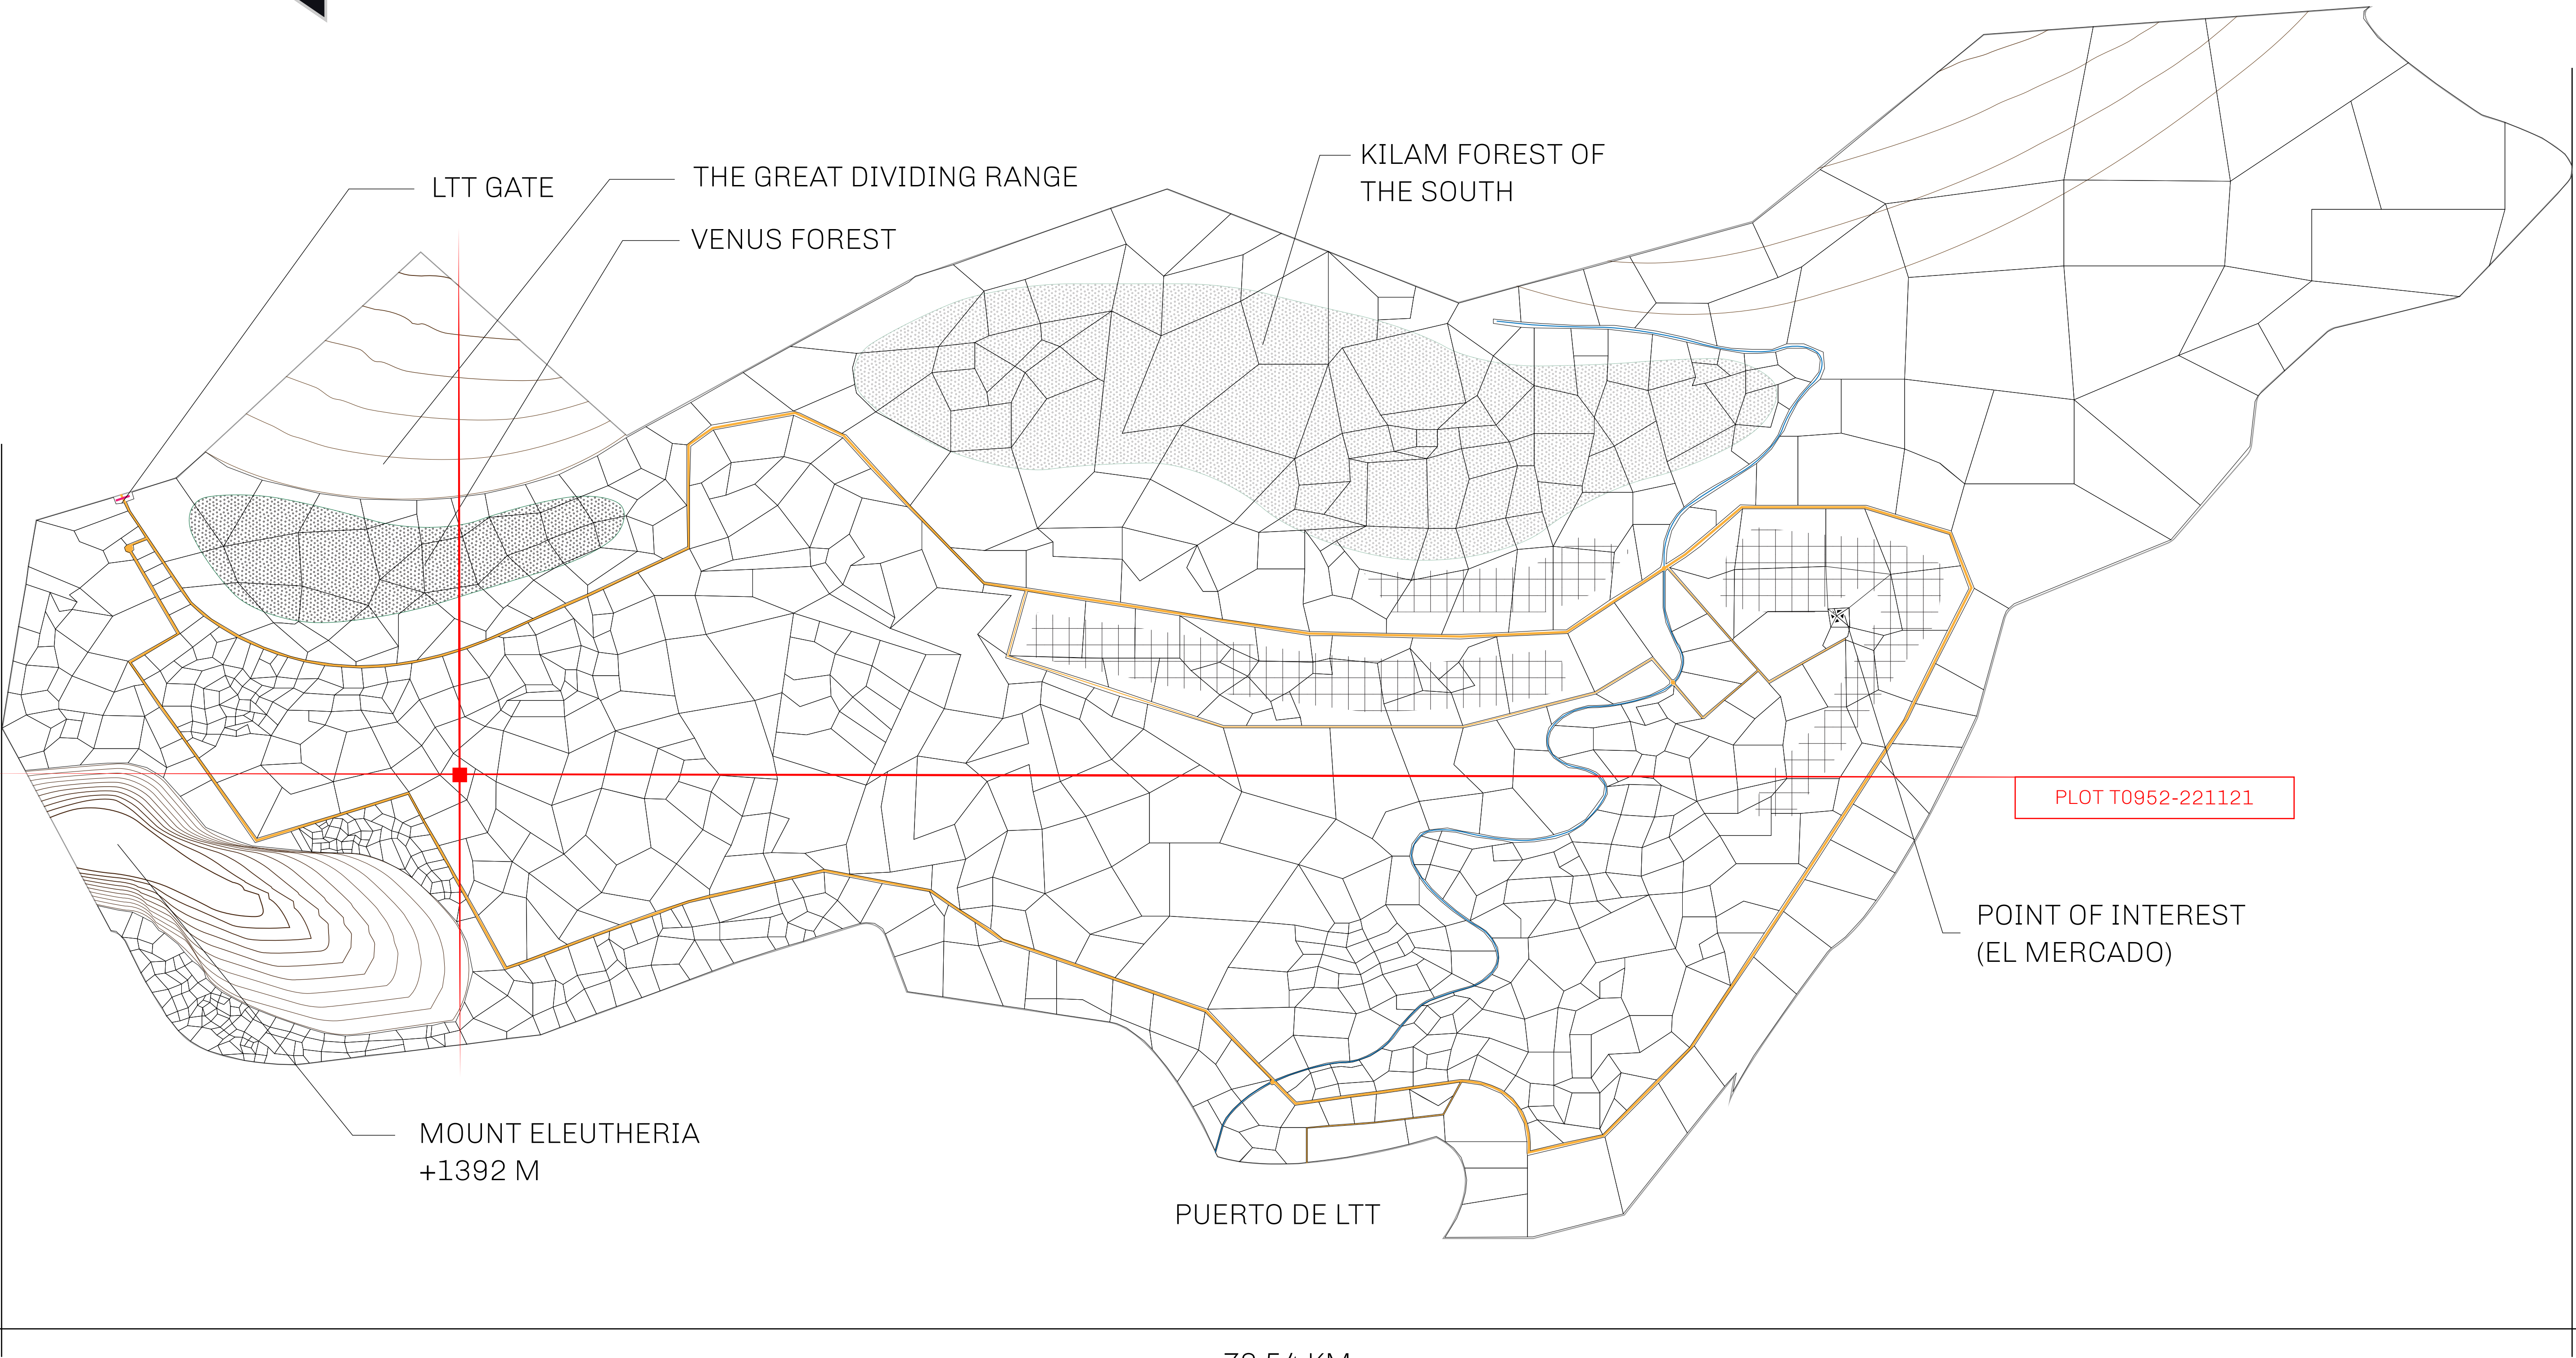 KILAM FOREST OF
THE SOUTH
THE GREAT DIVIDING RANGE
LTT GATE
VENUS FOREST
PLOT T0952-221121
POINT OF INTEREST
(EL MERCADO)
MOUNT ELEUTHERIA
+1392 M
PUERTO DE LTT